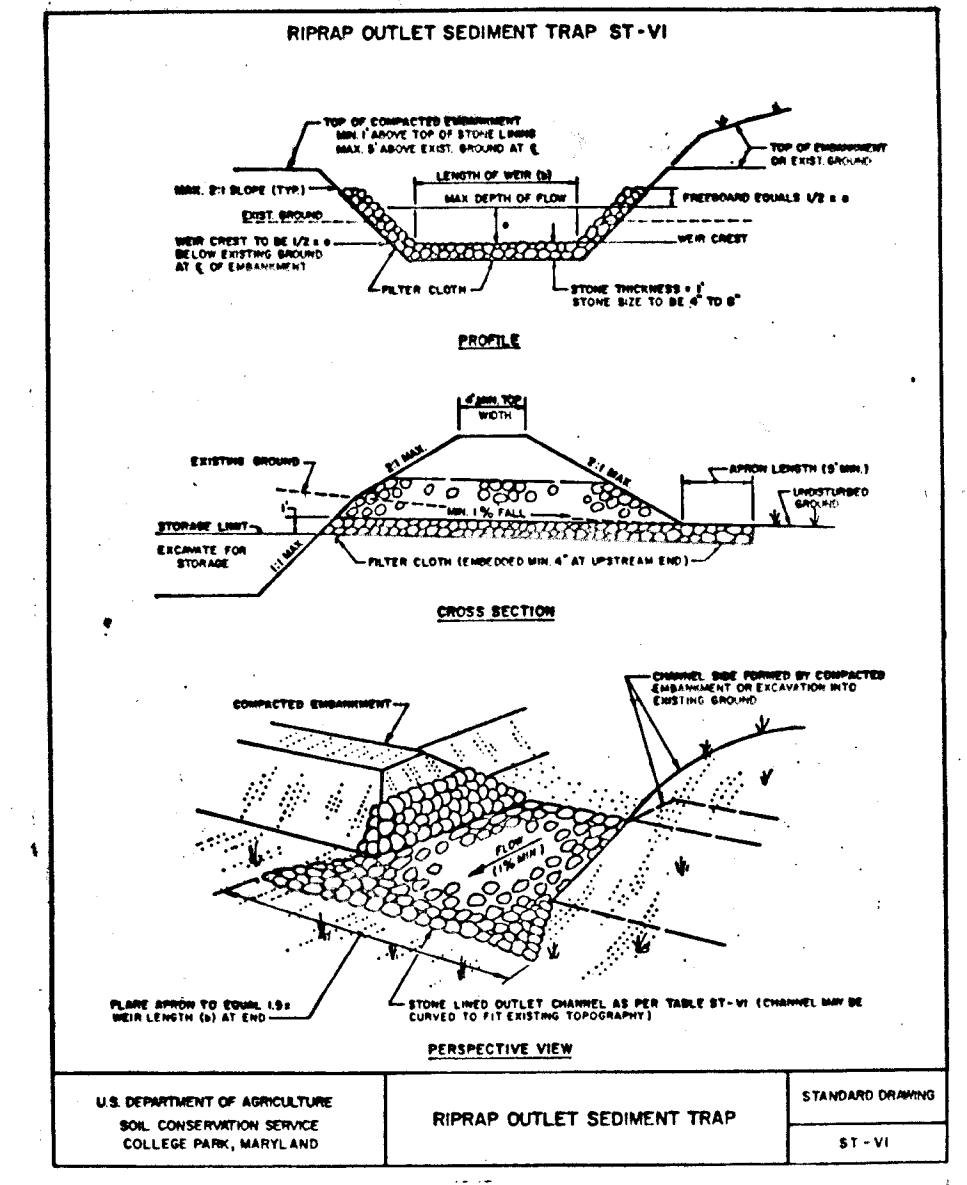 RIPRAP OUTLET SEDIMENT TRAP ST-VI
TOP OF COMPACTED EMBANKMENT
MIN. 1' ABOVE TOP OF STONE LINING
MAX. 5' ABOVE EXIST. GROUND AT ℄
TOP OF EMBANKMENT
OR EXIST. GROUND
LENGTH OF WEIR (b)
MAX. 2:1 SLOPE (TYP.)
MAX DEPTH OF FLOW
FREEBOARD EQUALS 1/2 x a
EXIST. GROUND
WEIR CREST TO BE 1/2 x a
BELOW EXISTING GROUND
AT ℄ OF EMBANKMENT
a
WEIR CREST
FILTER CLOTH
STONE THICKNESS = 1'
STONE SIZE TO BE 4" TO 8"
PROFILE
4' MIN. TOP
WIDTH
2:1 MAX.
2:1 MAX
EXISTING GROUND
APRON LENGTH (5' MIN.)
UNDISTURBED
GROUND
1'
MIN. 1% FALL
STORAGE LIMIT
EXCAVATE FOR
STORAGE
1:1 MAX
FILTER CLOTH (EMBEDDED MIN. 4" AT UPSTREAM END)
CROSS SECTION
CHANNEL SIDE FORMED BY COMPACTED
EMBANKMENT OR EXCAVATION INTO
EXISTING GROUND
COMPACTED EMBANKMENT
FLOW
(1% MIN.)
FLARE APRON TO EQUAL 1.5 x
WEIR LENGTH (b) AT END
STONE LINED OUTLET CHANNEL AS PER TABLE ST-VI (CHANNEL MAY BE
CURVED TO FIT EXISTING TOPOGRAPHY)
PERSPECTIVE VIEW
U.S. DEPARTMENT OF AGRICULTURE
SOIL CONSERVATION SERVICE
COLLEGE PARK, MARYLAND
RIPRAP OUTLET SEDIMENT TRAP
STANDARD DRAWING
ST-VI